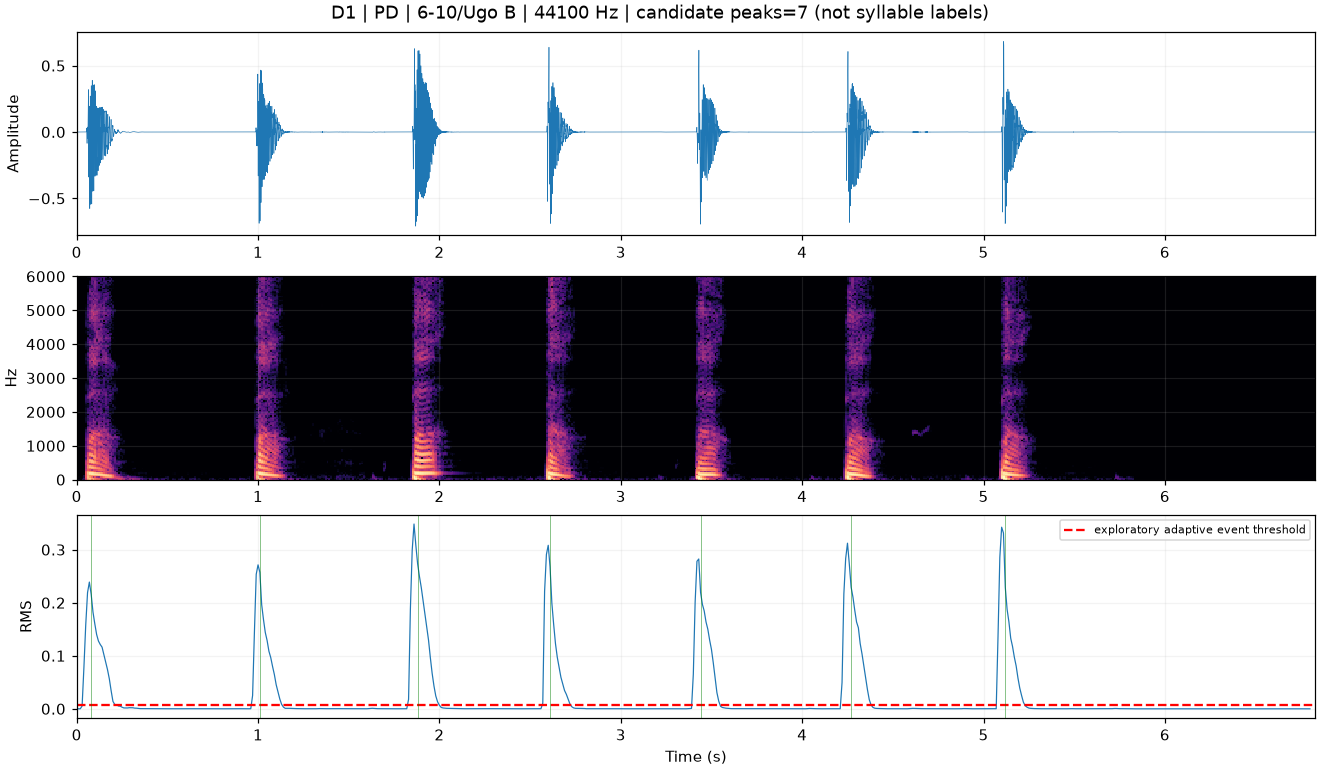 D1 | PD | 6-10/Ugo B | 44100 Hz | candidate peaks=7 (not syllable labels)
Amplitude
0.5
0.0
−0.5
0 1 2 3 4 5 6
Hz
6000
5000
4000
3000
2000
1000
0
0 1 2 3 4 5 6
RMS
0.3
0.2
0.1
0.0
exploratory adaptive event threshold
0 1 2 3 4 5 6
Time (s)